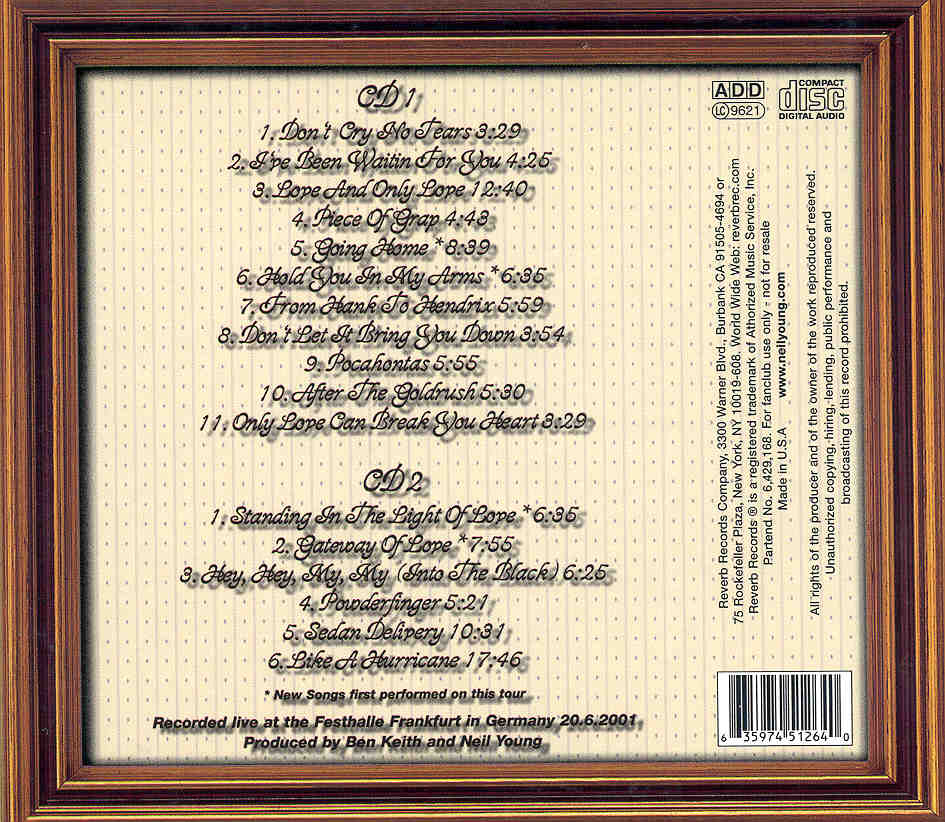 CD 1
1. Don't Cry No Tears 3:29
2. I've Been Waitin For You 4:25
3. Love And Only Love 12:40
4. Piece Of Grap 4:43
5. Going Home * 8:39
6. Hold You In My Arms * 6:35
7. From Hank To Hendrix 5:59
8. Don't Let It Bring You Down 3:54
9. Pocahontas 5:55
10. After The Goldrush 5:30
11. Only Love Can Break You Heart 3:29
CD 2
1. Standing In The Light Of Love * 6:35
2. Gateway Of Love * 7:55
3. Hey, Hey, My, My (Into The Black) 6:25
4. Powderfinger 5:21
5. Sedan Delivery 10:31
6. Like A Hurricane 17:46
* New Songs first performed on this tour
Recorded live at the Festhalle Frankfurt in Germany 20.6.2001
Produced by Ben Keith and Neil Young
ADD
LC 9621
COMPACT
disc
DIGITAL AUDIO
Reverb Records Company, 3300 Warner Blvd., Burbank CA 91505-4694 or
75 Rockefeller Plaza, New York, NY 10019-608. World Wide Web: reverbrec.com
Reverb Records ® is a registered trademark of Athorized Music Service, Inc.
Partend No. 6,429,168. For fanclub use only - not for resale
Made in U.S.A www.neilyoung.com
All rights of the producer and of the owner of the work reproduced reserved.
Unauthorized copying, hiring, lending, public performance and
broadcasting of this record prohibited.
6 35974 51264 0